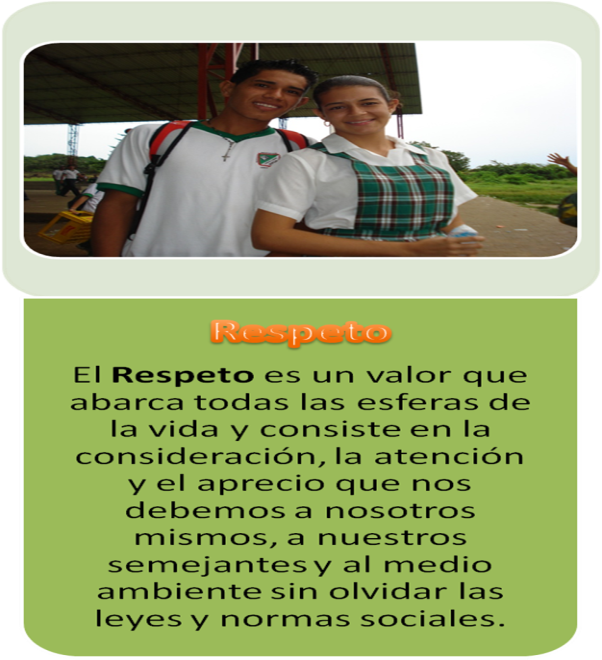 Respeto
El Respeto es un valor que
abarca todas las esferas de
la vida y consiste en la
consideración, la atención
y el aprecio que nos
debemos a nosotros
mismos, a nuestros
semejantes y al medio
ambiente sin olvidar las
leyes y normas sociales.